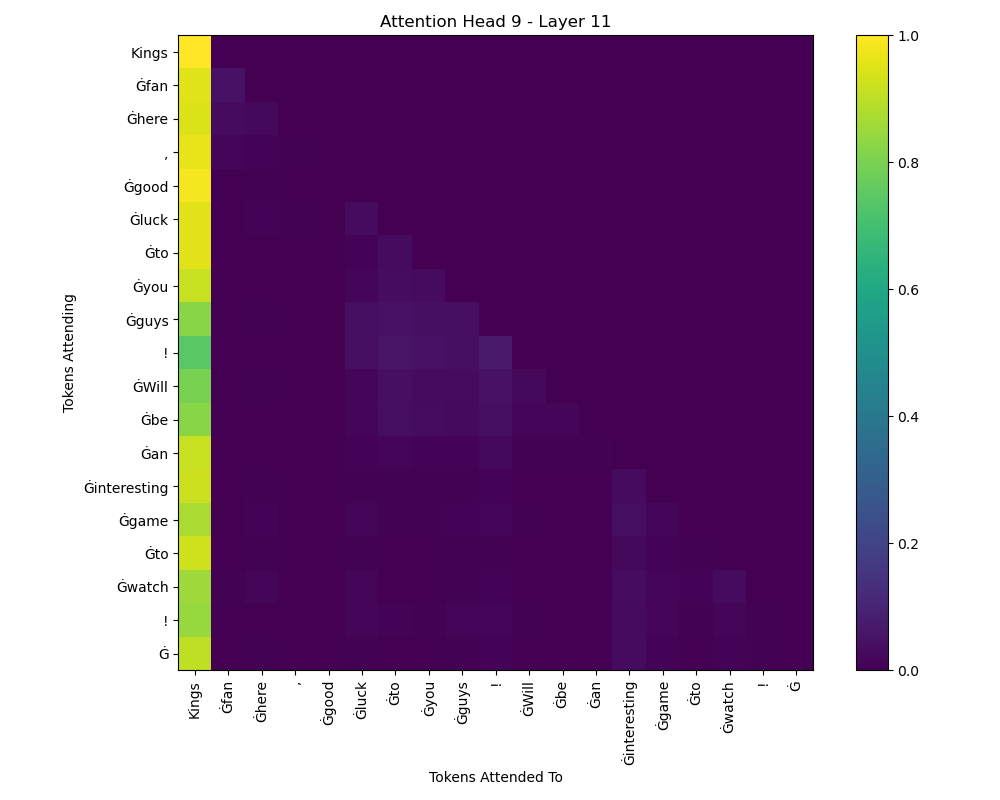 Attention Head 9 - Layer 11
Kings
Ġfan
Ġhere
,
Ġgood
Ġluck
Ġto
Ġyou
Ġguys
!
ĠWill
Ġbe
Ġan
Ġinteresting
Ġgame
Ġto
Ġwatch
!
Ġ
Tokens Attending
Kings
Ġfan
Ġhere
,
Ġgood
Ġluck
Ġto
Ġyou
Ġguys
!
ĠWill
Ġbe
Ġan
Ġinteresting
Ġgame
Ġto
Ġwatch
!
Ġ
Tokens Attended To
1.0
0.8
0.6
0.4
0.2
0.0